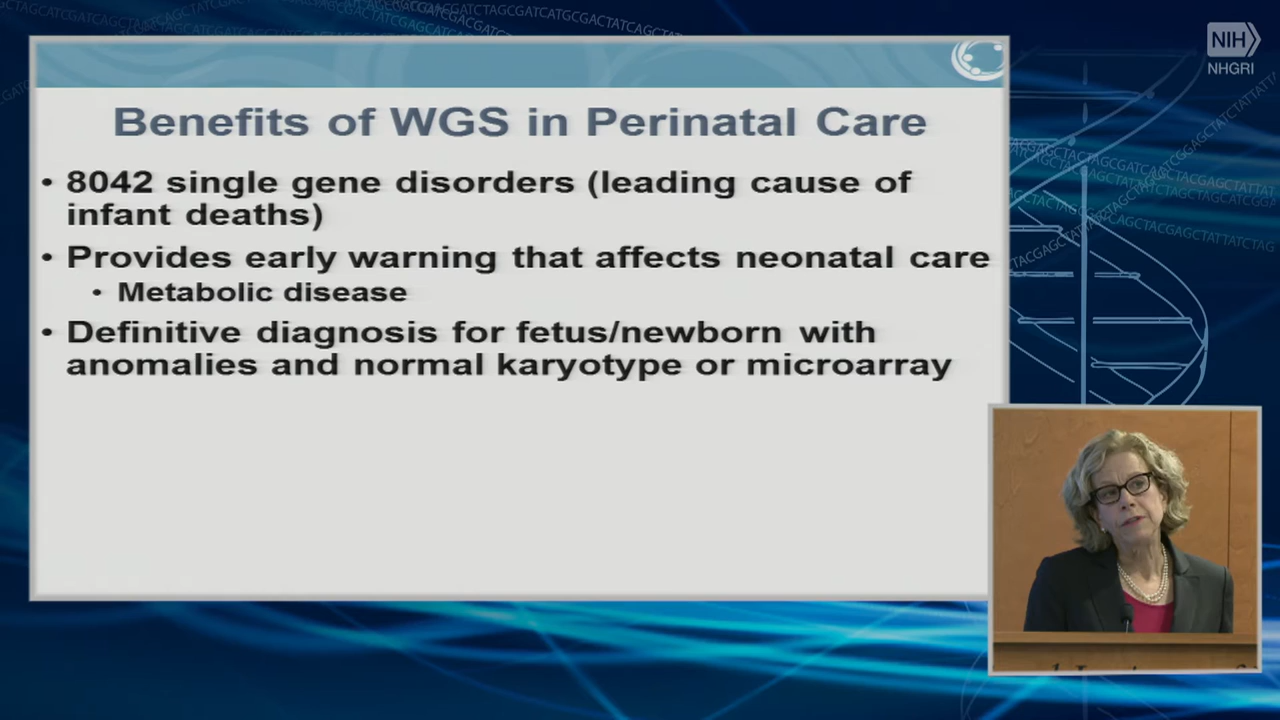 NIH
NHGRI
Benefits of WGS in Perinatal Care
• 8042 single gene disorders (leading cause of
infant deaths)
• Provides early warning that affects neonatal care
• Metabolic disease
• Definitive diagnosis for fetus/newborn with
anomalies and normal karyotype or microarray